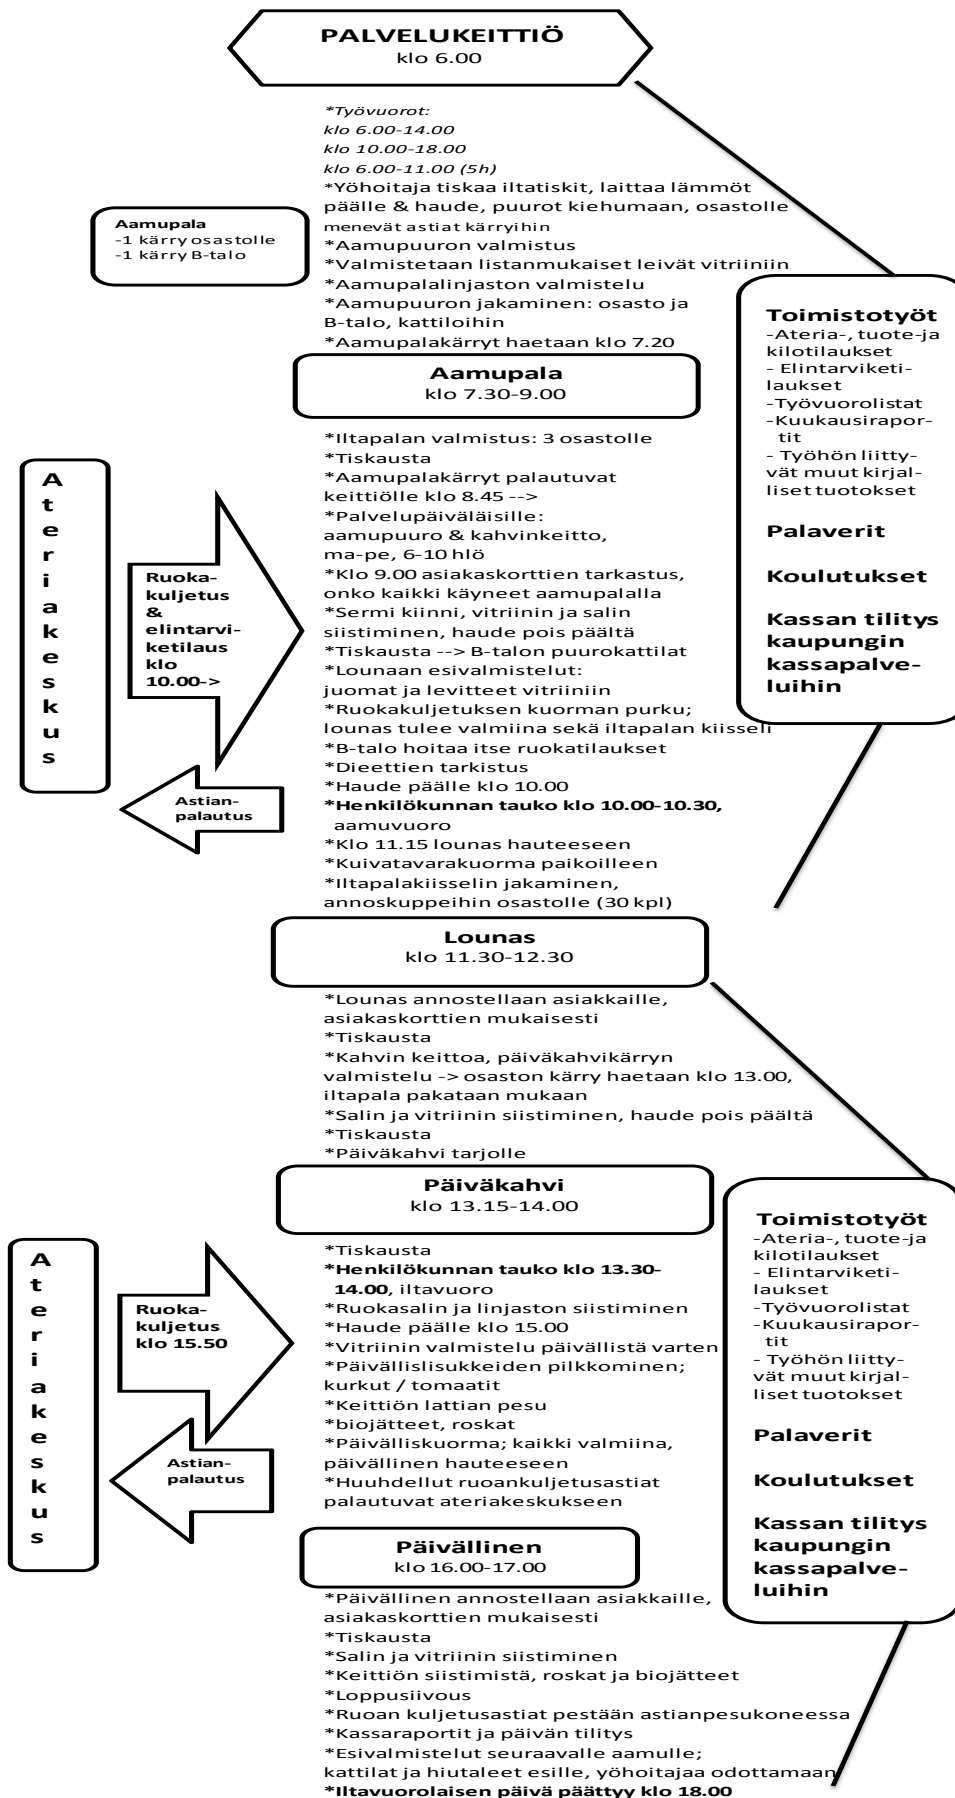 PALVELUKEITTIÖ
klo 6.00
*Työvuorot:
klo 6.00-14.00
klo 10.00-18.00
klo 6.00-11.00 (5h)
*Yöhoitaja tiskaa iltatiskit, laittaa lämmöt
päälle & haude, puurot kiehumaan, osastolle
menevät astiat kärryihin
*Aamupuuron valmistus
*Valmistetaan listanmukaiset leivät vitriiniin
*Aamupalalinjaston valmistelu
*Aamupuuron jakaminen: osasto ja
B-talo, kattiloihin
*Aamupalakärryt haetaan klo 7.20
Aamupala
-1 kärry osastolle
-1 kärry B-talo
Aamupala
klo 7.30-9.00
*Iltapalan valmistus: 3 osastolle
*Tiskausta
*Aamupalakärryt palautuvat
keittiölle klo 8.45 -->
*Palvelupäiväläisille:
aamupuuro & kahvinkeitto,
ma-pe, 6-10 hlö
*Klo 9.00 asiakaskorttien tarkastus,
onko kaikki käyneet aamupalalla
*Sermi kiinni, vitriinin ja salin
siistiminen, haude pois päältä
*Tiskausta --> B-talon puurokattilat
*Lounaan esivalmistelut:
juomat ja levitteet vitriiniin
*Ruokakuljetuksen kuorman purku;
lounas tulee valmiina sekä iltapalan kiisseli
*B-talo hoitaa itse ruokatilaukset
*Dieettien tarkistus
*Haude päälle klo 10.00
*Henkilökunnan tauko klo 10.00-10.30,
aamuvuoro
*Klo 11.15 lounas hauteeseen
*Kuivatavarakuorma paikoilleen
*Iltapalakiisselin jakaminen,
annoskuppeihin osastolle (30 kpl)
Ateriakeskus
Ruoka-
kuljetus
&
elintarvi-
ketilaus
klo
10.00->
Astian-
palautus
Toimistotyöt
-Ateria-, tuote-ja
kilotilaukset
- Elintarviketi-
laukset
-Työvuorolistat
-Kuukausirapor-
tit
- Työhön liitty-
vät muut kirjal-
liset tuotokset
Palaverit
Koulutukset
Kassan tilitys
kaupungin
kassapalve-
luihin
Lounas
klo 11.30-12.30
*Lounas annostellaan asiakkaille,
asiakaskorttien mukaisesti
*Tiskausta
*Kahvin keittoa, päiväkahvikärryn
valmistelu -> osaston kärry haetaan klo 13.00,
iltapala pakataan mukaan
*Salin ja vitriinin siistiminen, haude pois päältä
*Tiskausta
*Päiväkahvi tarjolle
Päiväkahvi
klo 13.15-14.00
*Tiskausta
*Henkilökunnan tauko klo 13.30-
14.00, iltavuoro
*Ruokasalin ja linjaston siistiminen
*Haude päälle klo 15.00
*Vitriinin valmistelu päivällistä varten
*Päivällislisukkeiden pilkkominen;
kurkut / tomaatit
*Keittiön lattian pesu
*biojätteet, roskat
*Päivälliskuorma; kaikki valmiina,
päivällinen hauteeseen
*Huuhdellut ruoankuljetusastiat
palautuvat ateriakeskukseen
Ateriakeskus
Ruoka-
kuljetus
klo 15.50
Astian-
palautus
Toimistotyöt
-Ateria-, tuote-ja
kilotilaukset
- Elintarviketi-
laukset
-Työvuorolistat
-Kuukausirapor-
tit
- Työhön liitty-
vät muut kirjal-
liset tuotokset
Palaverit
Koulutukset
Kassan tilitys
kaupungin
kassapalve-
luihin
Päivällinen
klo 16.00-17.00
*Päivällinen annostellaan asiakkaille,
asiakaskorttien mukaisesti
*Tiskausta
*Salin ja vitriinin siistiminen
*Keittiön siistimistä, roskat ja biojätteet
*Loppusiivous
*Ruoan kuljetusastiat pestään astianpesukoneessa
*Kassaraportit ja päivän tilitys
*Esivalmistelut seuraavalle aamulle;
kattilat ja hiutaleet esille, yöhoitajaa odottamaan
*Iltavuorolaisen päivä päättyy klo 18.00